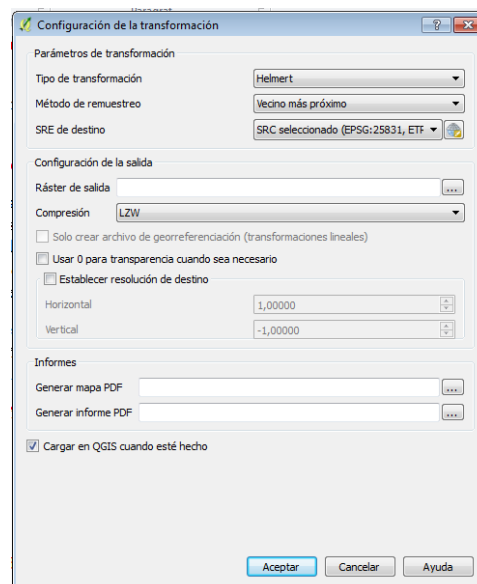 Configuración de la transformación
Parámetros de transformación
Tipo de transformación Helmert
Método de remuestreo Vecino más próximo
SRE de destino SRC seleccionado (EPSG:25831, ETF
Configuración de la salida
Ráster de salida ...
Compresión LZW
Solo crear archivo de georreferenciación (transformaciones lineales)
Usar 0 para transparencia cuando sea necesario
Establecer resolución de destino
Horizontal 1,00000
Vertical -1,00000
Informes
Generar mapa PDF ...
Generar informe PDF ...
Cargar en QGIS cuando esté hecho
Aceptar Cancelar Ayuda